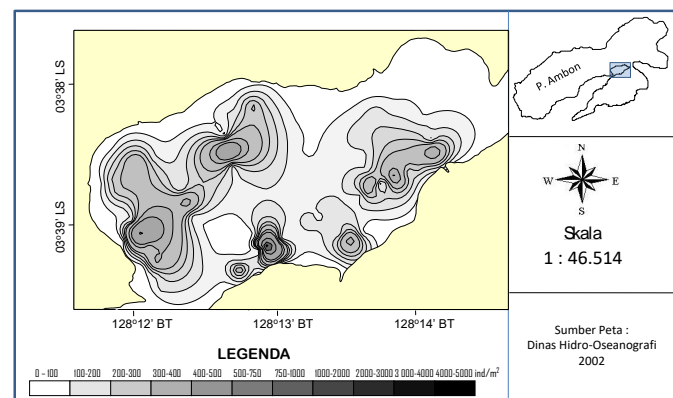 03°38' LS
03°39' LS
128°12' BT
128°13' BT
128°14' BT
LEGENDA
0 - 100 100-200 200-300 300-400 400-500 500-750 750-1000 1000-2000 2000-3000 3 000-4000 4000-5000 ind/m²
P. Ambon
N
W E
S
Skala
1 : 46.514
Sumber Peta :
Dinas Hidro-Oseanografi
2002